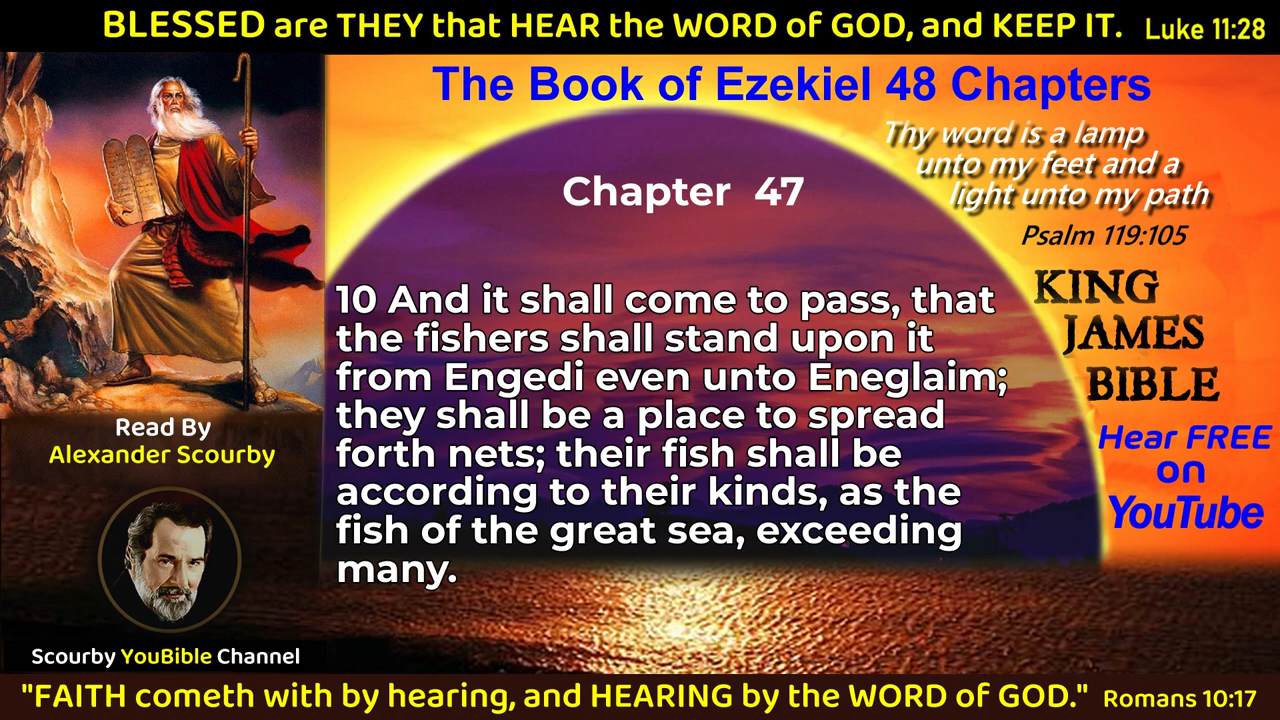 BLESSED are THEY that HEAR the WORD of GOD, and KEEP IT. Luke 11:28
The Book of Ezekiel 48 Chapters
Thy word is a lamp
unto my feet and a
light unto my path
Psalm 119:105
Chapter 47
10 And it shall come to pass, that
the fishers shall stand upon it
from Engedi even unto Eneglaim;
they shall be a place to spread
forth nets; their fish shall be
according to their kinds, as the
fish of the great sea, exceeding
many.
KING
JAMES
BIBLE
Hear FREE
on
YouTube
Read By
Alexander Scourby
Scourby YouBible Channel
"FAITH cometh with by hearing, and HEARING by the WORD of GOD." Romans 10:17